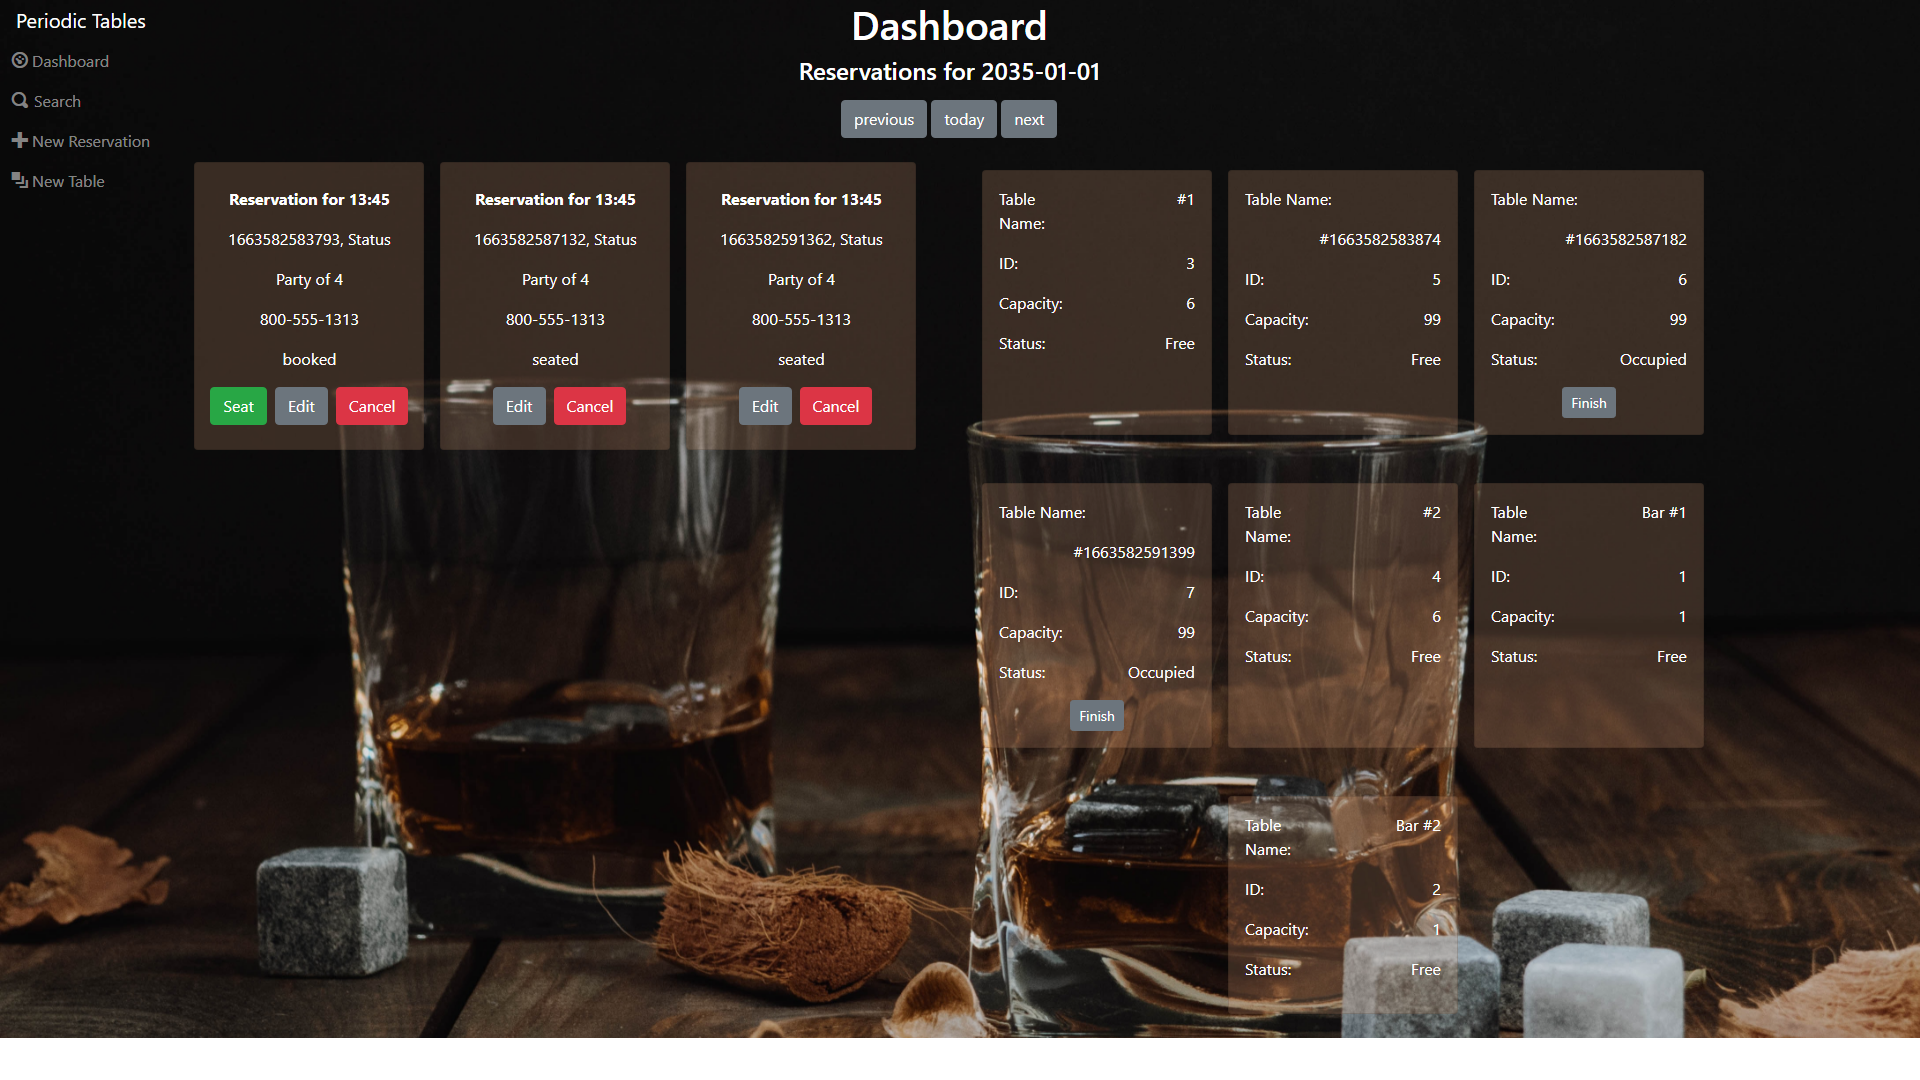 Periodic Tables
Dashboard
Search
New Reservation
New Table
Dashboard
Reservations for 2035-01-01
previous today next
Reservation for 13:45
1663582583793, Status
Party of 4
800-555-1313
booked
Seat Edit Cancel
Reservation for 13:45
1663582587132, Status
Party of 4
800-555-1313
seated
Edit Cancel
Reservation for 13:45
1663582591362, Status
Party of 4
800-555-1313
seated
Edit Cancel
Table Name: #1
ID: 3
Capacity: 6
Status: Free
Table Name:
#1663582583874
ID: 5
Capacity: 99
Status: Free
Table Name:
#1663582587182
ID: 6
Capacity: 99
Status: Occupied
Finish
Table Name:
#1663582591399
ID: 7
Capacity: 99
Status: Occupied
Finish
Table Name: #2
ID: 4
Capacity: 6
Status: Free
Table Name: Bar #1
ID: 1
Capacity: 1
Status: Free
Table Name: Bar #2
ID: 2
Capacity: 1
Status: Free